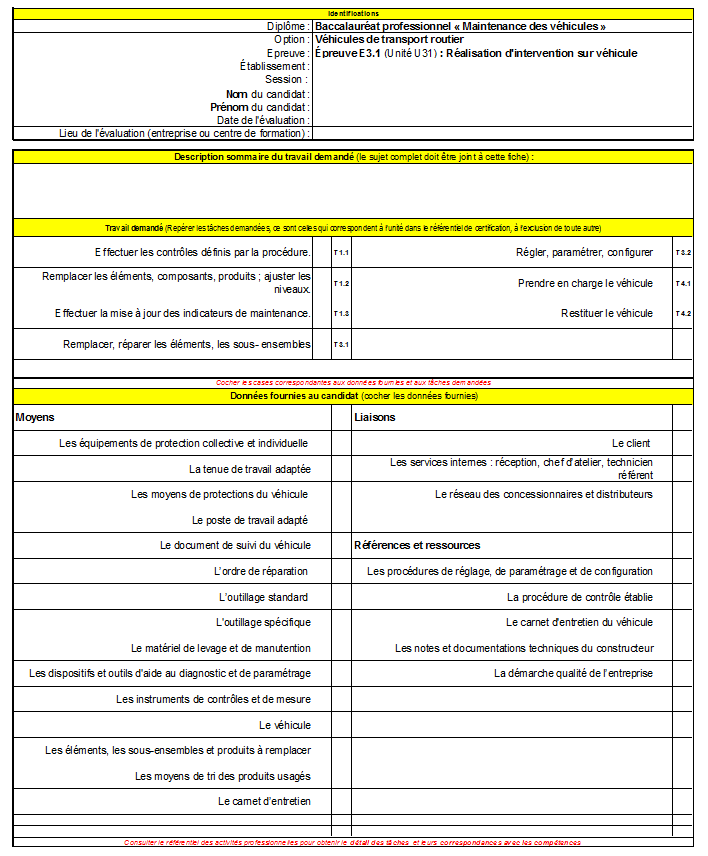 Identifications
Diplôme : Baccalauréat professionnel « Maintenance des véhicules »
Option : Véhicules de transport routier
Epreuve : Épreuve E3.1 (Unité U31) : Réalisation d'intervention sur véhicule
Établissement :
Session :
Nom du candidat :
Prénom du candidat :
Date de l'évaluation :
Lieu de l'évaluation (entreprise ou centre de formation) :
Description sommaire du travail demandé (le sujet complet doit être joint à cette fiche) :
Travail demandé (Repérer les tâches demandées, ce sont celles qui correspondent à l'unité dans le référentiel de certification, à l'exclusion de toute autre)
Effectuer les contrôles définis par la procédure. T1.1 Régler, paramétrer, configurer T3.2
Remplacer les éléments, composants, produits ; ajuster les
niveaux. T1.2 Prendre en charge le véhicule T4.1
Effectuer la mise à jour des indicateurs de maintenance. T1.3 Restituer le véhicule T4.2
Remplacer, réparer les éléments, les sous- ensembles T3.1
Cocher les cases correspondantes aux données fournies et aux tâches demandées
Données fournies au candidat (cocher les données fournies)
Moyens Liaisons
Les équipements de protection collective et individuelle Le client
La tenue de travail adaptée Les services internes : réception, chef d'atelier, technicien
référent
Les moyens de protections du véhicule Le réseau des concessionnaires et distributeurs
Le poste de travail adapté
Le document de suivi du véhicule Références et ressources
L'ordre de réparation Les procédures de réglage, de paramétrage et de configuration
L'outillage standard La procédure de contrôle établie
L'outillage spécifique Le carnet d'entretien du véhicule
Le matériel de levage et de manutention Les notes et documentations techniques du constructeur
Les dispositifs et outils d'aide au diagnostic et de paramétrage La démarche qualité de l'entreprise
Les instruments de contrôles et de mesure
Le véhicule
Les éléments, les sous-ensembles et produits à remplacer
Les moyens de tri des produits usagés
Le carnet d'entretien
Consulter le référentiel des activités professionnelles pour obtenir le détail des tâches et leurs correspondances avec les compétences